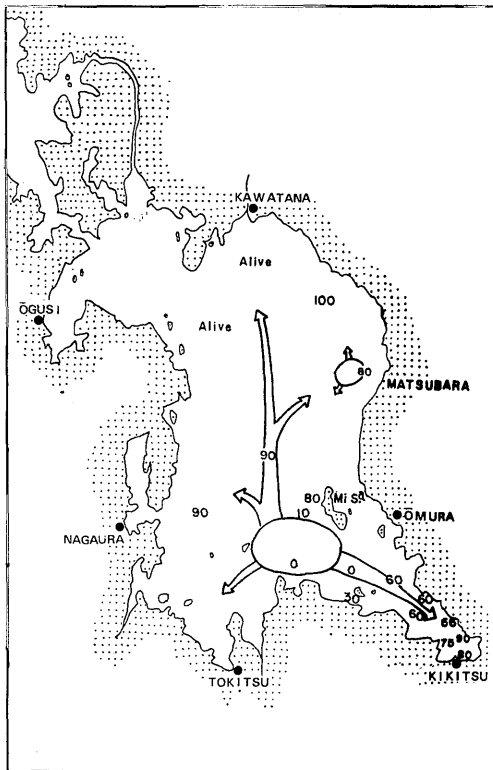 KAWATANA
Alive
100
ŌGUSI
Alive
80
MATSUBARA
90
80 Mi S.
90
10
ŌMURA
NAGAURA
0
0
60
60
30
60
66
75
90
80
TOKITSU
KIKITSU